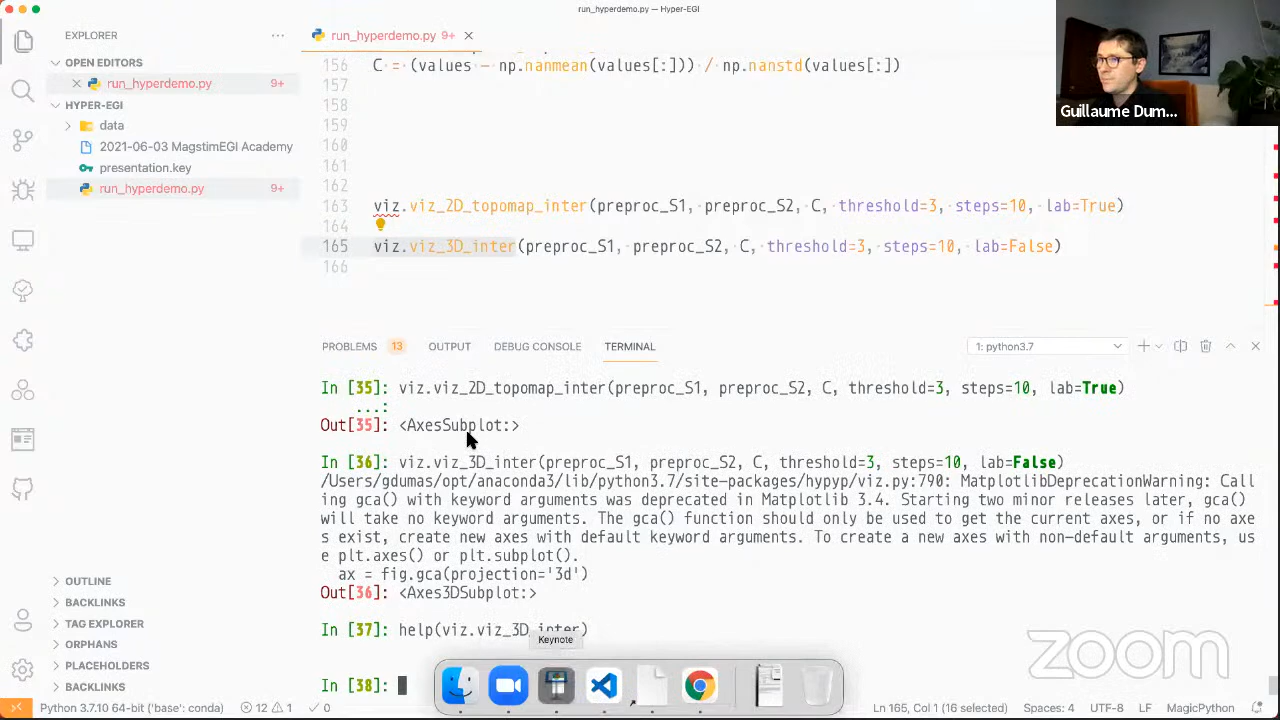 run_hyperdemo.py — Hyper-EGI
EXPLORER
run_hyperdemo.py 9+
OPEN EDITORS
run_hyperdemo.py 9+
HYPER-EGI
data
2021-06-03 MagstimEGI Academy
presentation.key
run_hyperdemo.py 9+
OUTLINE
BACKLINKS
TAG EXPLORER
ORPHANS
PLACEHOLDERS
BACKLINKS
156 C = (values - np.nanmean(values[:])) / np.nanstd(values[:])
157
158
159
160
161
162
163 viz.viz_2D_topomap_inter(preproc_S1, preproc_S2, C, threshold=3, steps=10, lab=True)
164
165 viz.viz_3D_inter(preproc_S1, preproc_S2, C, threshold=3, steps=10, lab=False)
166
Guillaume Dum...
PROBLEMS 13 OUTPUT DEBUG CONSOLE TERMINAL 1: python3.7
In [35]: viz.viz_2D_topomap_inter(preproc_S1, preproc_S2, C, threshold=3, steps=10, lab=True)
...:
Out[35]: <AxesSubplot:>
In [36]: viz.viz_3D_inter(preproc_S1, preproc_S2, C, threshold=3, steps=10, lab=False)
/Users/gdumas/opt/anaconda3/lib/python3.7/site-packages/hypyp/viz.py:790: MatplotlibDeprecationWarning: Call
ing gca() with keyword arguments was deprecated in Matplotlib 3.4. Starting two minor releases later, gca()
will take no keyword arguments. The gca() function should only be used to get the current axes, or if no axe
s exist, create new axes with default keyword arguments. To create a new axes with non-default arguments, us
e plt.axes() or plt.subplot().
ax = fig.gca(projection='3d')
Out[36]: <Axes3DSubplot:>
In [37]: help(viz.viz_3D_inter)
Keynote
In [38]:
zoom
Python 3.7.10 64-bit ('base': conda) 12 1 0 Ln 165, Col 1 (16 selected) Spaces: 4 UTF-8 LF MagicPython